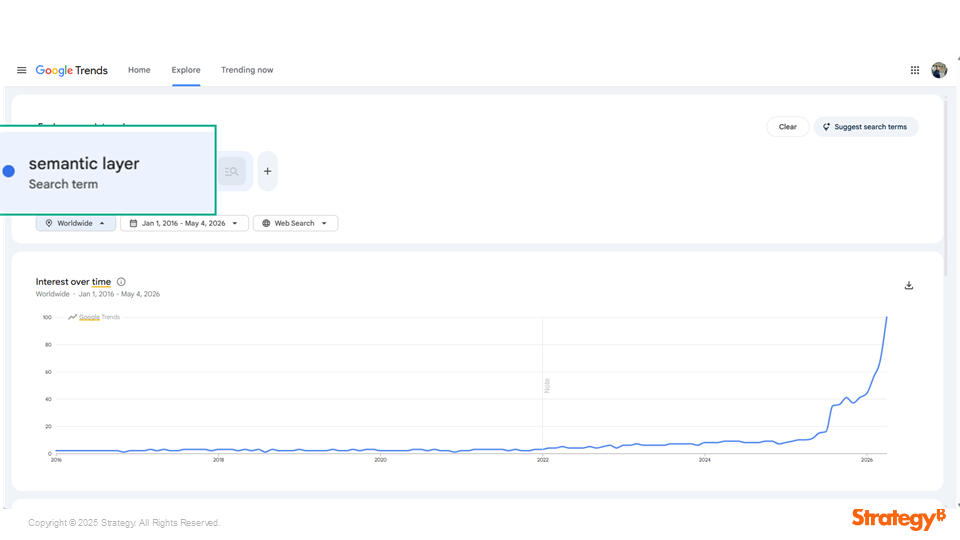 Google Trends
Home
Explore
Trending now
Clear
Suggest search terms
semantic layer
Search term
Worldwide
Jan 1, 2016 - May 4, 2026
Web Search
Interest over time
Worldwide · Jan 1, 2016 - May 4, 2026
100
Google Trends
80
60
Note
40
20
0
2016
2018
2020
2022
2024
2026
Copyright © 2025 Strategy. All Rights Reserved.
Strategy₿